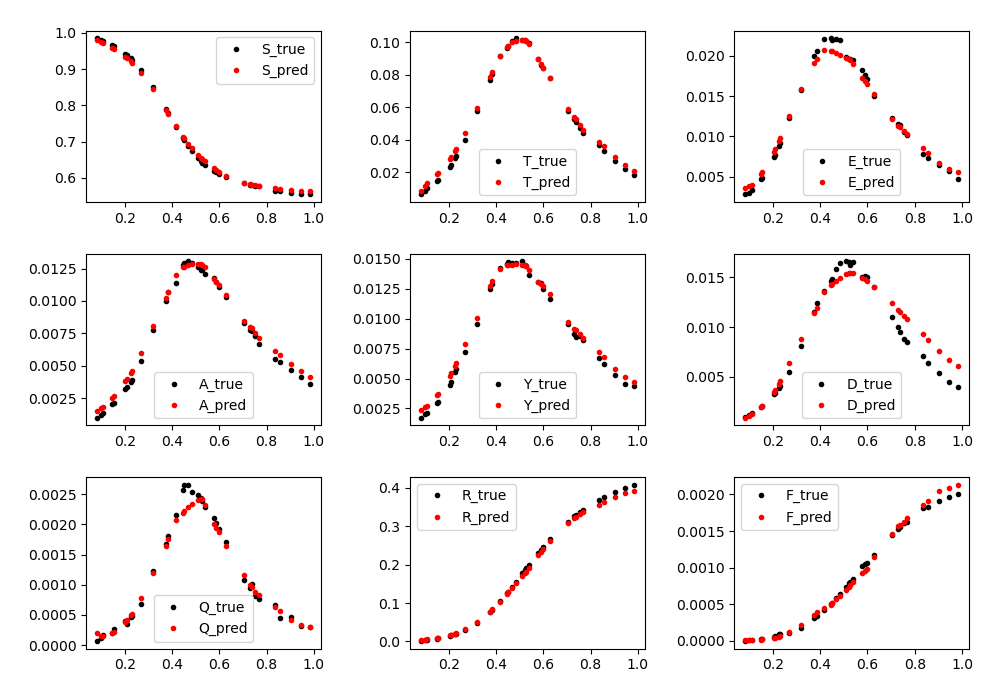 1.0
0.9
0.8
0.7
0.6
S_true
S_pred
0.2 0.4 0.6 0.8 1.0
0.10
0.08
0.06
0.04
0.02
T_true
T_pred
0.2 0.4 0.6 0.8 1.0
0.020
0.015
0.010
0.005
E_true
E_pred
0.2 0.4 0.6 0.8 1.0
0.0125
0.0100
0.0075
0.0050
0.0025
A_true
A_pred
0.2 0.4 0.6 0.8 1.0
0.0150
0.0125
0.0100
0.0075
0.0050
0.0025
Y_true
Y_pred
0.2 0.4 0.6 0.8 1.0
0.015
0.010
0.005
D_true
D_pred
0.2 0.4 0.6 0.8 1.0
0.0025
0.0020
0.0015
0.0010
0.0005
0.0000
Q_true
Q_pred
0.2 0.4 0.6 0.8 1.0
0.4
0.3
0.2
0.1
0.0
R_true
R_pred
0.2 0.4 0.6 0.8 1.0
0.0020
0.0015
0.0010
0.0005
0.0000
F_true
F_pred
0.2 0.4 0.6 0.8 1.0